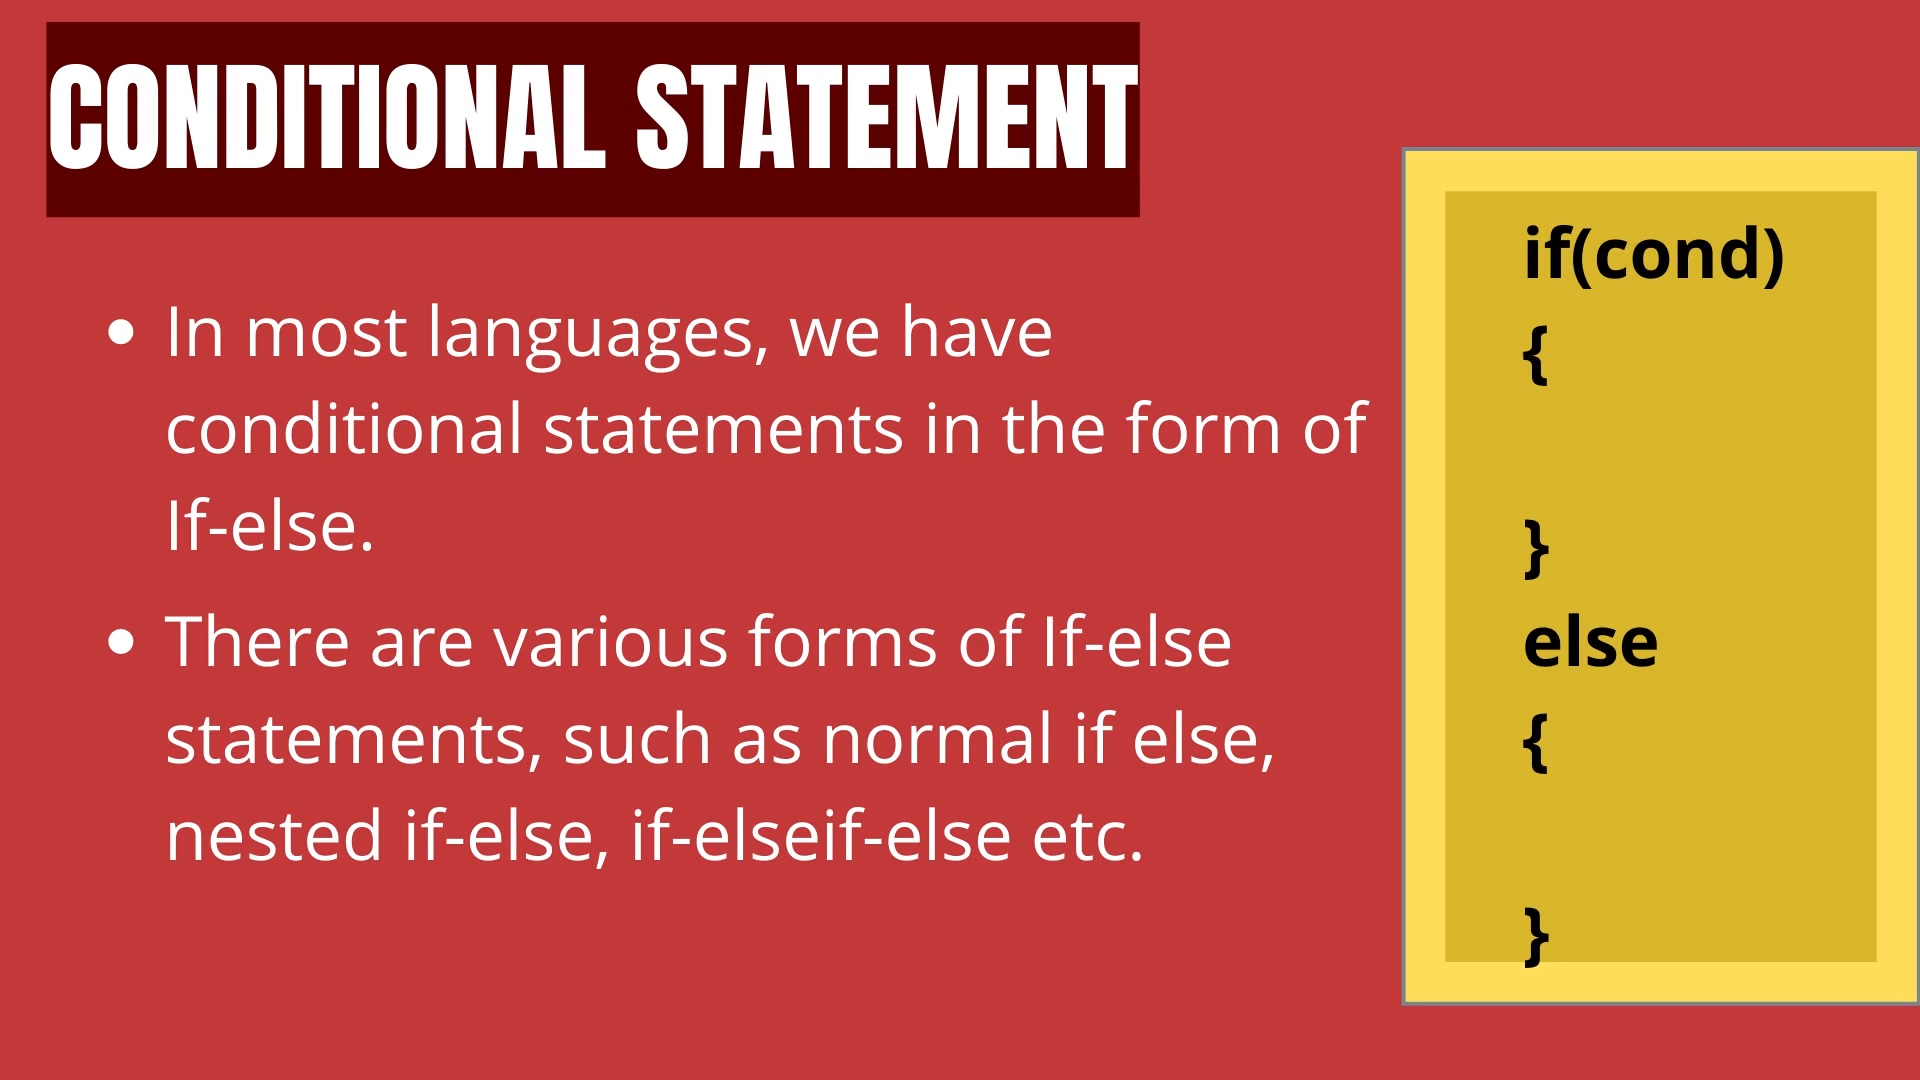 CONDITIONAL STATEMENT
In most languages, we have
conditional statements in the form of
If-else.
There are various forms of If-else
statements, such as normal if else,
nested if-else, if-elseif-else etc.
if(cond)
{
}
else
{
}